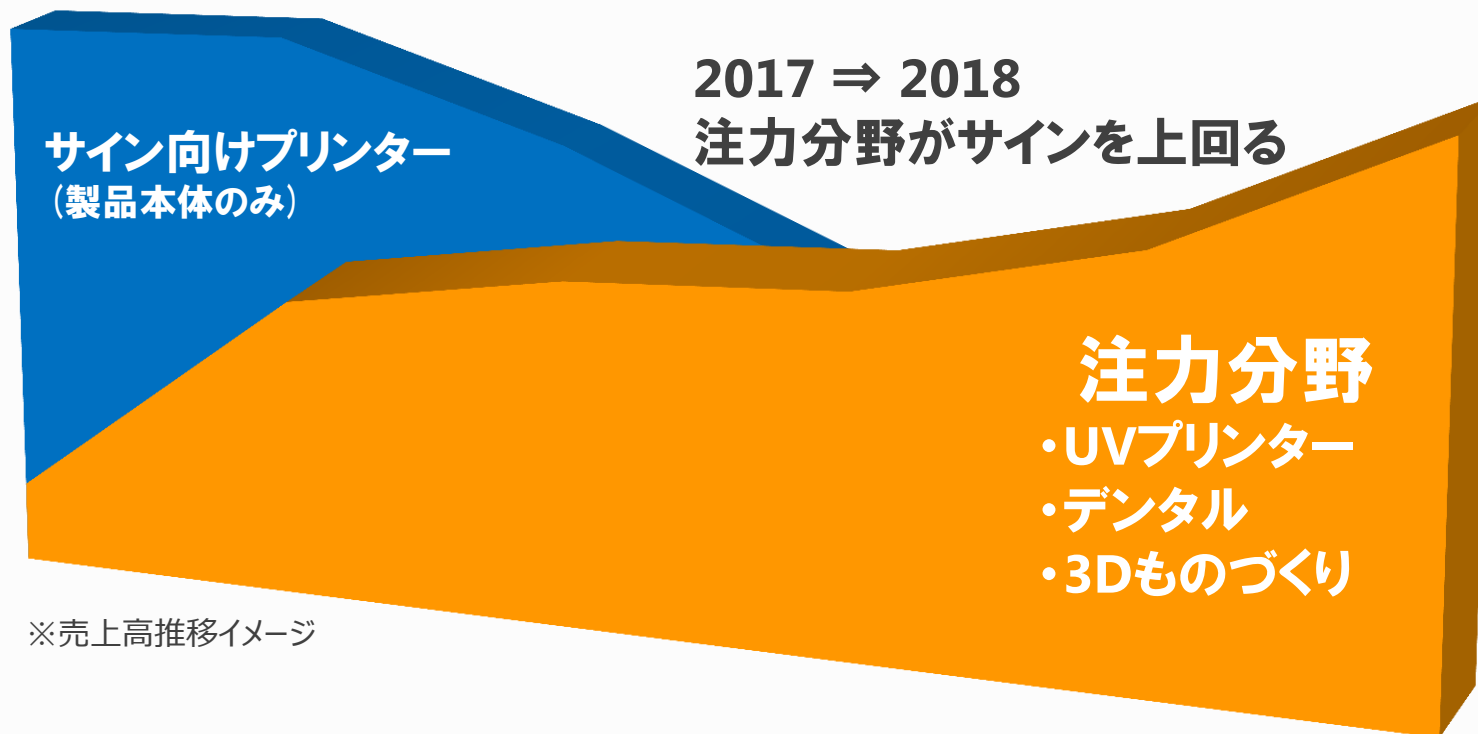 2017 ⇒ 2018
注力分野がサインを上回る
サイン向けプリンター
(製品本体のみ)
注力分野
・UVプリンター
・デンタル
・3Dものづくり
※売上高推移イメージ